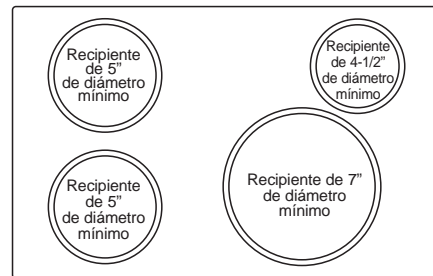 Recipiente
de 5”
de diámetro
mínimo
Recipiente
de 4-1/2”
de diámetro
mínimo
Recipiente
de 5”
de diámetro
mínimo
Recipiente de 7”
de diámetro
mínimo